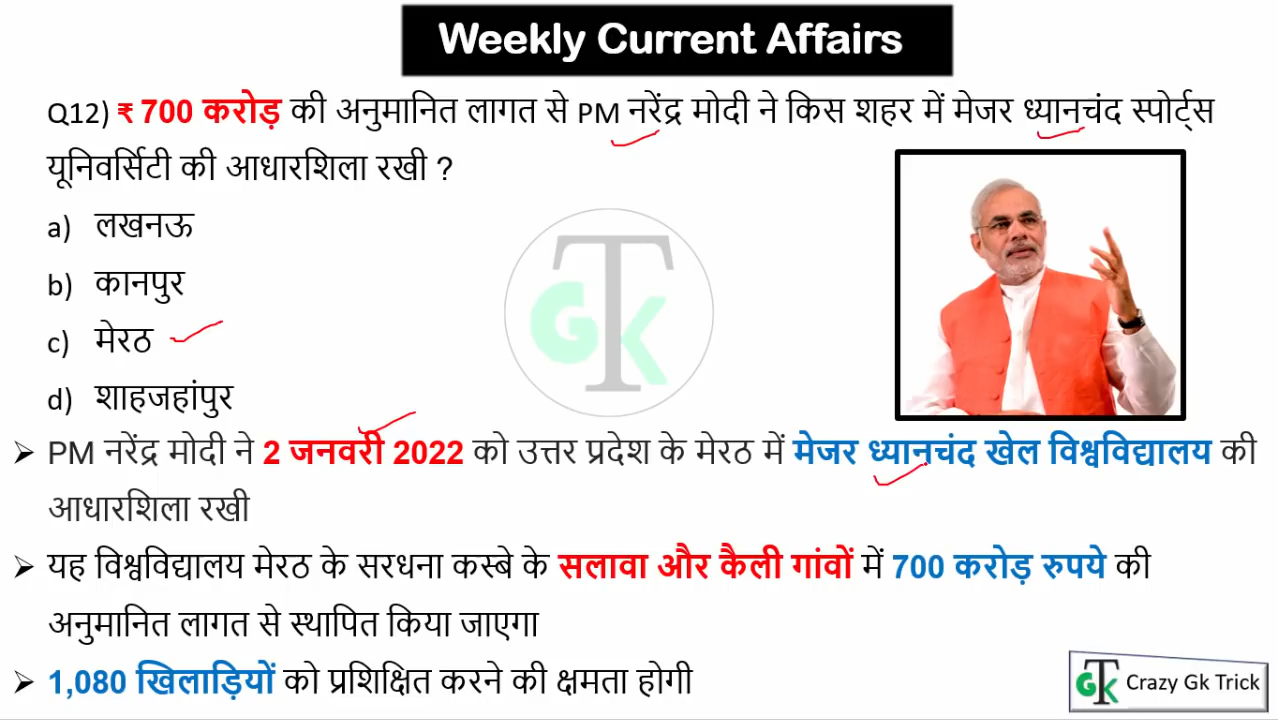 Weekly Current Affairs
Q12) ₹ 700 करोड़ की अनुमानित लागत से PM नरेंद्र मोदी ने किस शहर में मेजर ध्यानचंद स्पोर्ट्स
यूनिवर्सिटी की आधारशिला रखी ?
a) लखनऊ
b) कानपुर
c) मेरठ
d) शाहजहांपुर
➢ PM नरेंद्र मोदी ने 2 जनवरी 2022 को उत्तर प्रदेश के मेरठ में मेजर ध्यानचंद खेल विश्वविद्यालय की
आधारशिला रखी
➢ यह विश्वविद्यालय मेरठ के सरधना कस्बे के सलावा और कैली गांवों में 700 करोड़ रुपये की
अनुमानित लागत से स्थापित किया जाएगा
➢ 1,080 खिलाड़ियों को प्रशिक्षित करने की क्षमता होगी
GTK
GTK Crazy Gk Trick